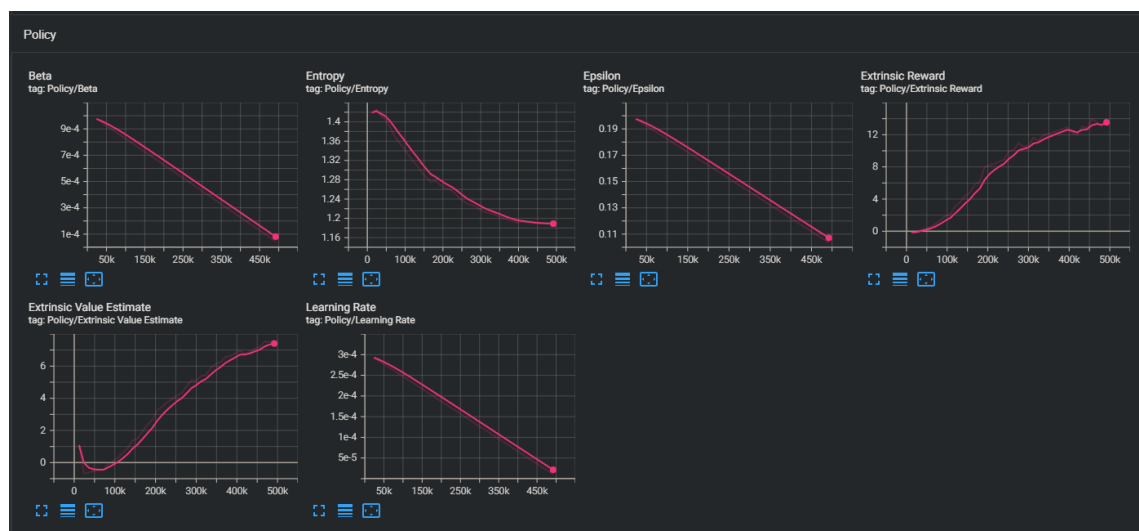 Policy
Beta
tag: Policy/Beta
9e-4
7e-4
5e-4
3e-4
1e-4
50k 150k 250k 350k 450k
Entropy
tag: Policy/Entropy
1.4
1.36
1.32
1.28
1.24
1.2
1.16
0 100k 200k 300k 400k 500k
Epsilon
tag: Policy/Epsilon
0.19
0.17
0.15
0.13
0.11
50k 150k 250k 350k 450k
Extrinsic Reward
tag: Policy/Extrinsic Reward
12
8
4
0
0 100k 200k 300k 400k 500k
Extrinsic Value Estimate
tag: Policy/Extrinsic Value Estimate
6
4
2
0
0 100k 200k 300k 400k 500k
Learning Rate
tag: Policy/Learning Rate
3e-4
2.5e-4
2e-4
1.5e-4
1e-4
5e-5
50k 150k 250k 350k 450k